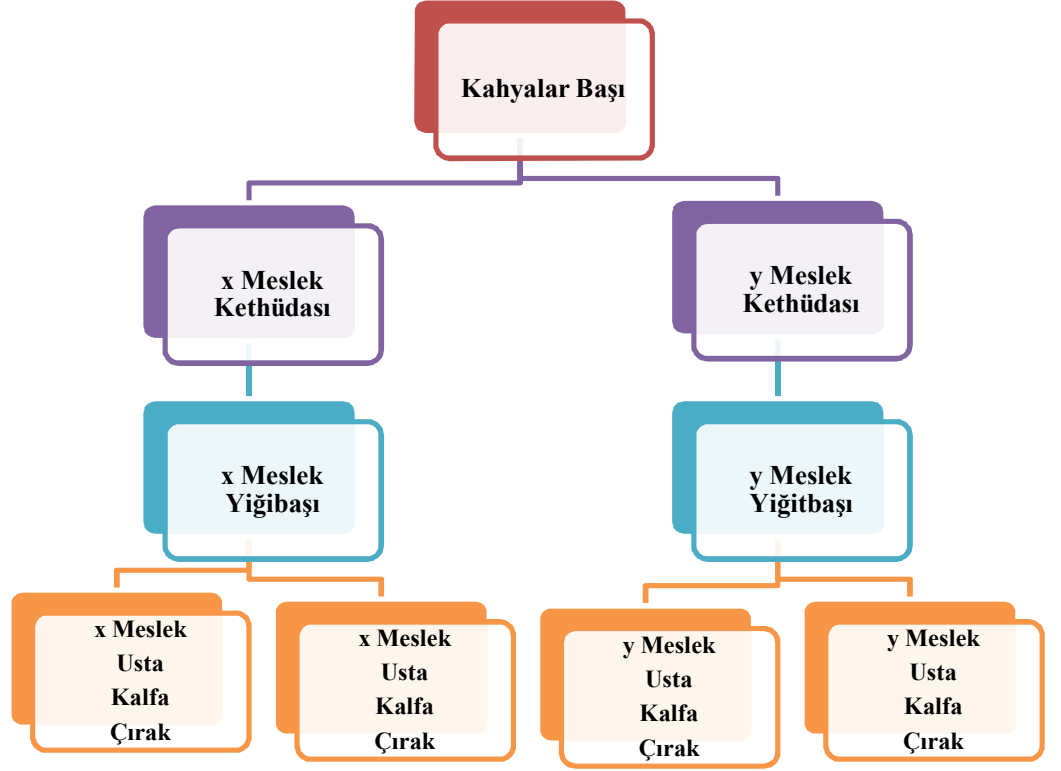 Kahyalar Başı
x Meslek
Kethüdası
y Meslek
Kethüdası
x Meslek
Yiğibaşı
y Meslek
Yiğitbaşı
x Meslek
Usta
Kalfa
Çırak
x Meslek
Usta
Kalfa
Çırak
y Meslek
Usta
Kalfa
Çırak
y Meslek
Usta
Kalfa
Çırak